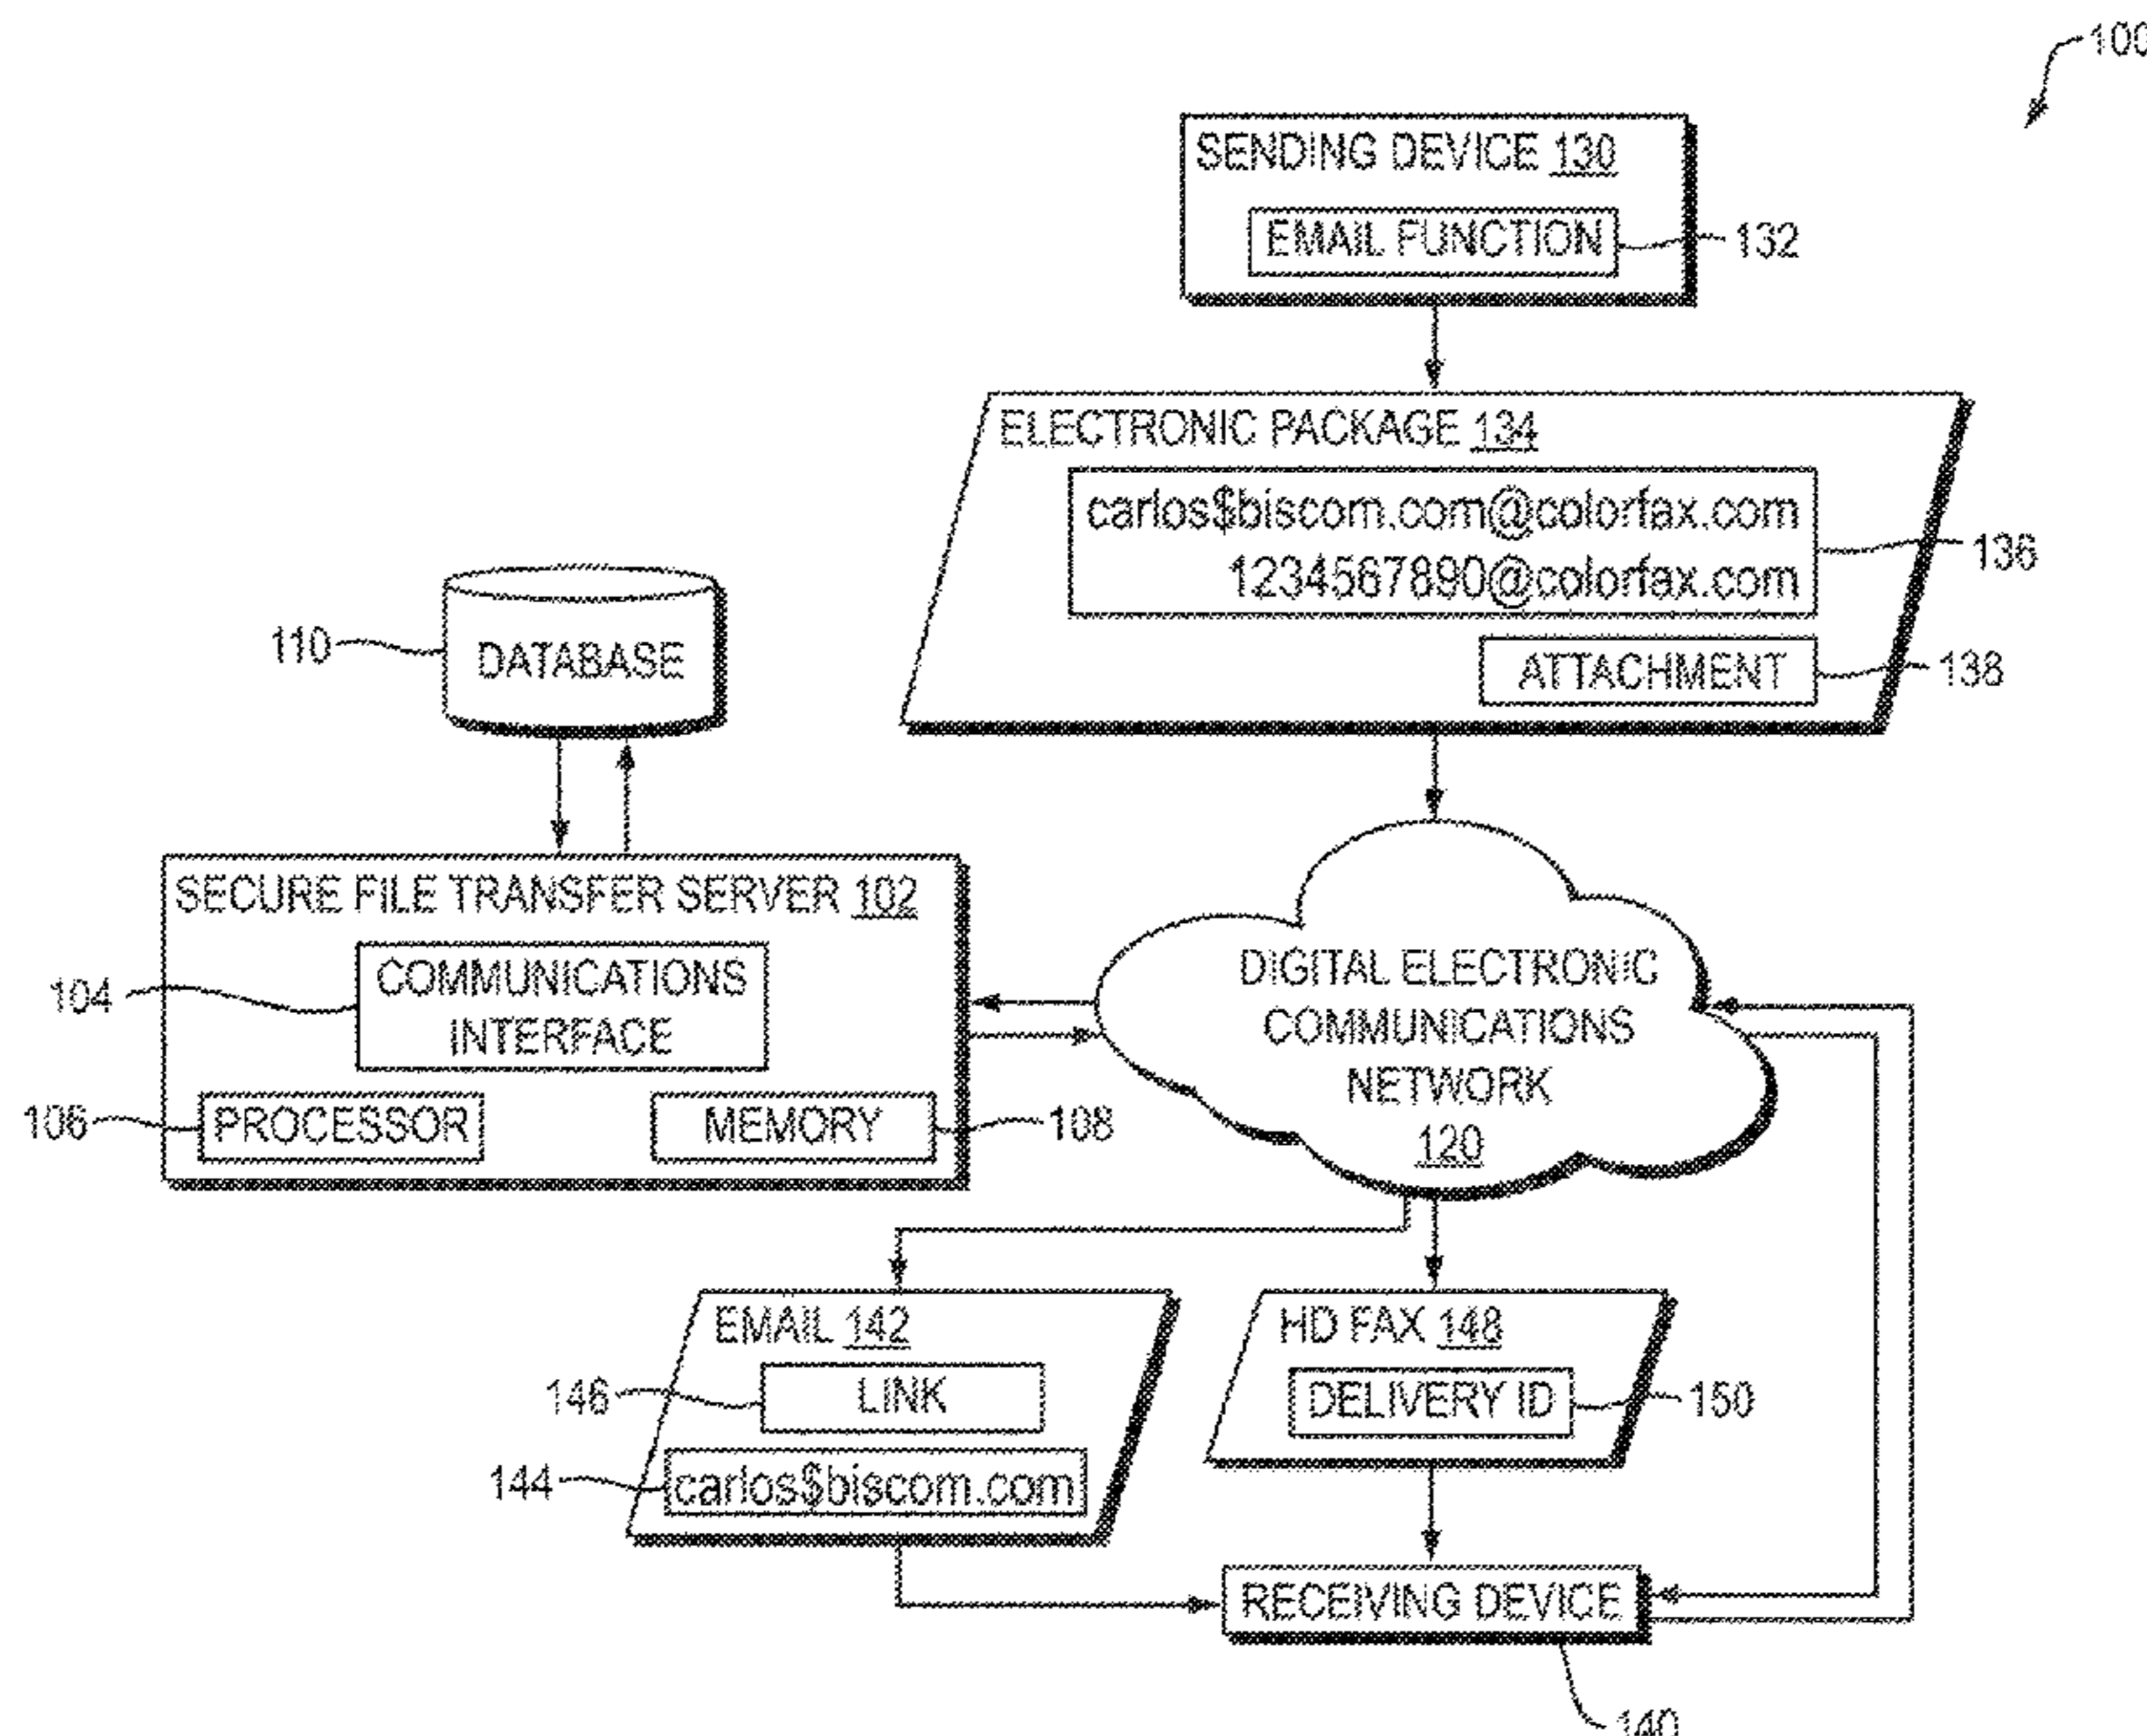 100
SENDING DEVICE 130
EMAIL FUNCTION
132
ELECTRONIC PACKAGE 134
carlos$biscom.com@colorfax.com
1234567890@colorfax.com
136
ATTACHMENT
138
110
DATABASE
SECURE FILE TRANSFER SERVER 102
COMMUNICATIONS
INTERFACE
104
106
PROCESSOR
MEMORY
108
DIGITAL ELECTRONIC
COMMUNICATIONS
NETWORK
120
EMAIL 142
146
LINK
144
carlos$biscom.com
HD FAX 148
DELIVERY ID
150
RECEIVING DEVICE
140